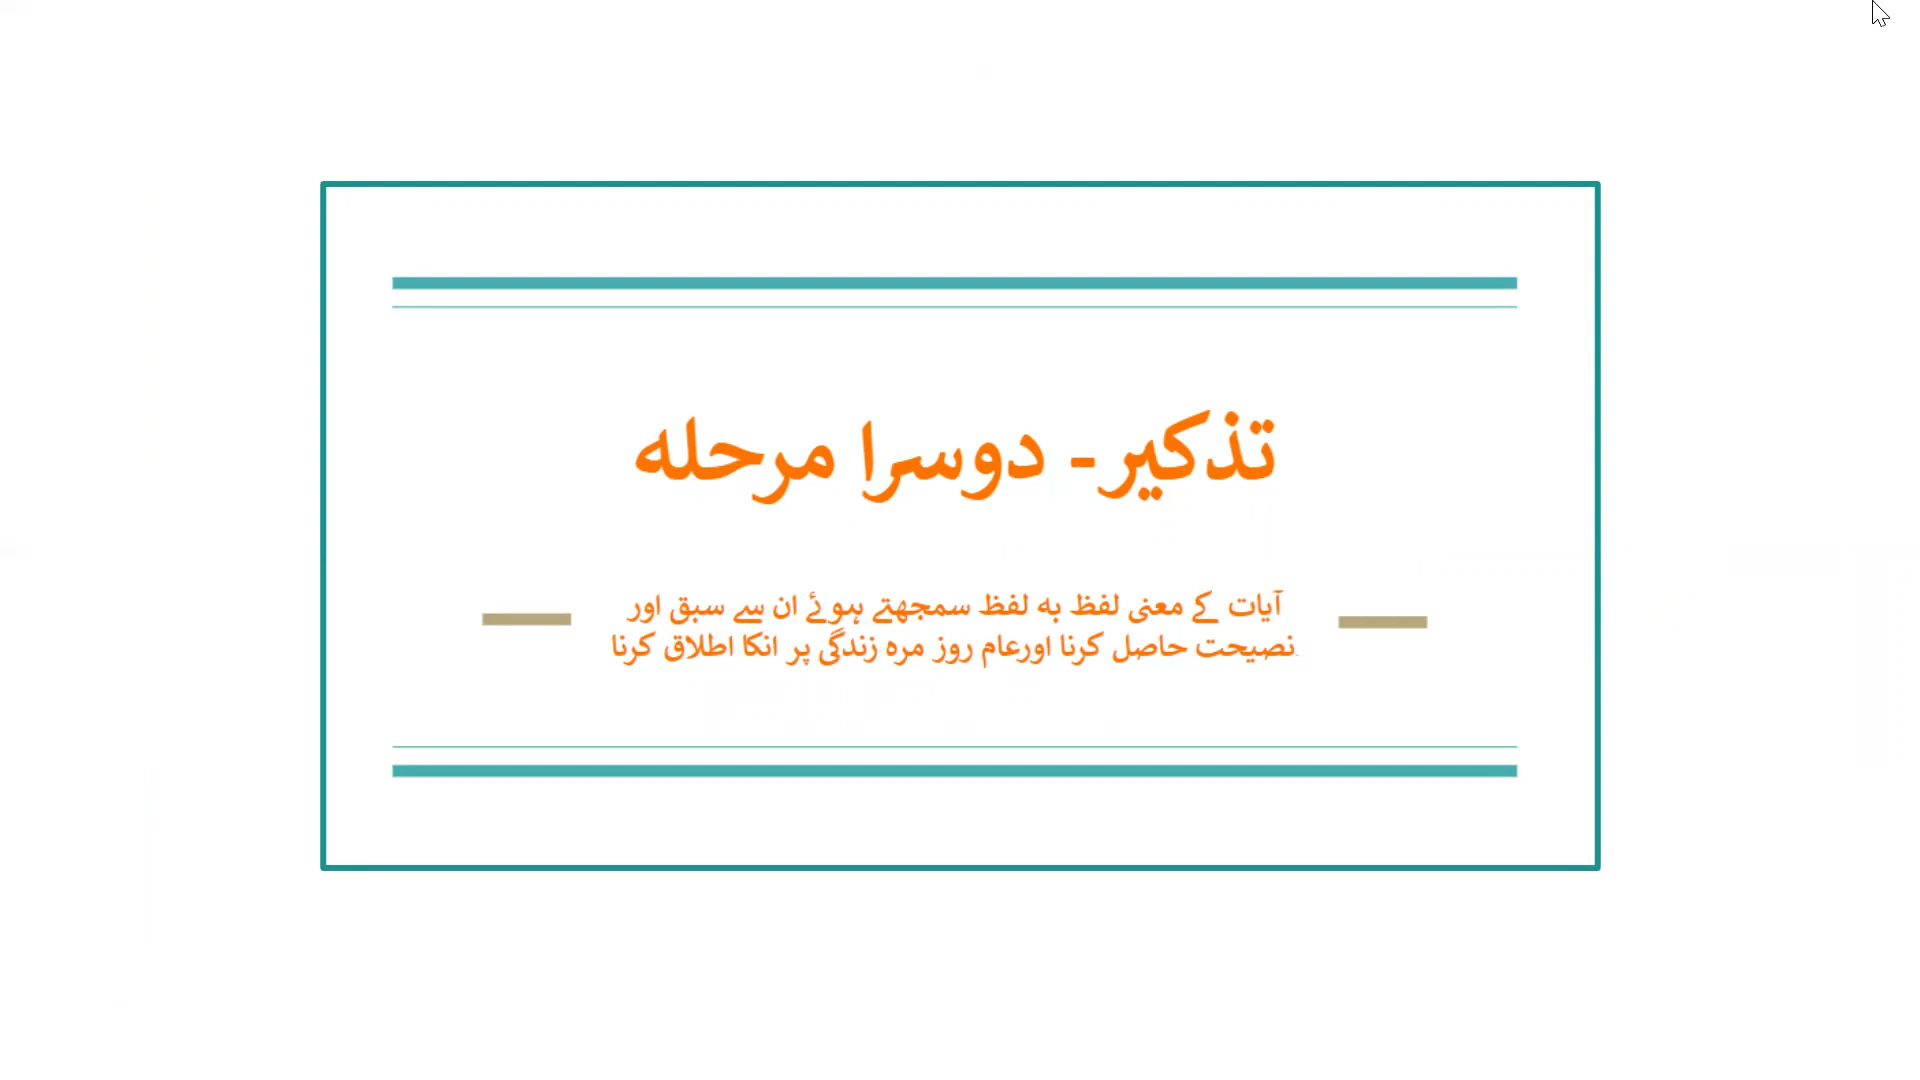 تذکیر- دوسرا مرحلہ
آیات کے معنی لفظ بہ لفظ سمجھتے ہوئے ان سے سبق اور
نصیحت حاصل کرنا اورعام روز مرہ زندگی پر انکا اطلاق کرنا.